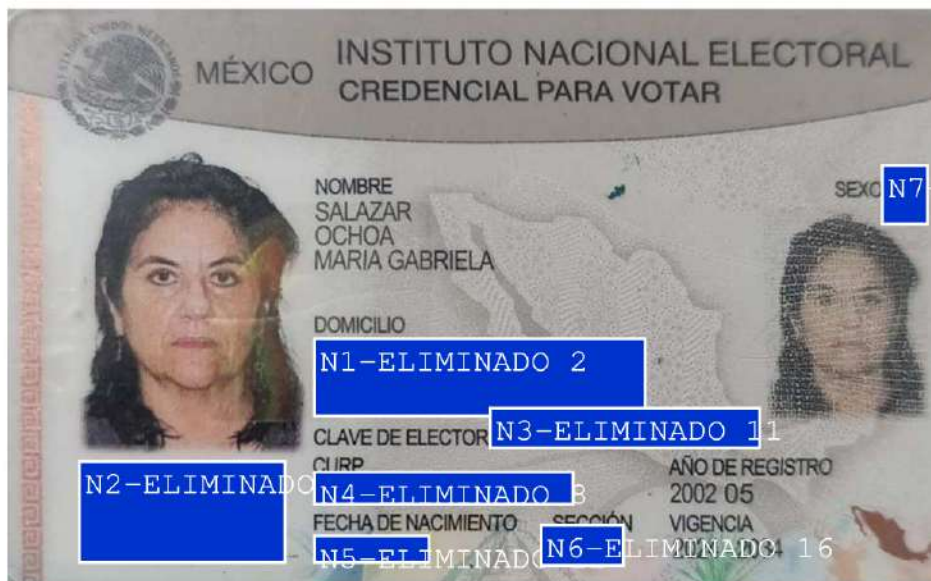 MÉXICO
INSTITUTO NACIONAL ELECTORAL
CREDENCIAL PARA VOTAR
NOMBRE
SALAZAR
OCHOA
MARIA GABRIELA
SEXO N7
DOMICILIO
N1-ELIMINADO 2
CLAVE DE ELECTOR N3-ELIMINADO 11
N2-ELIMINADO
CURP
N4-ELIMINADO 8
AÑO DE REGISTRO
2002 05
FECHA DE NACIMIENTO
N5-ELIMINADO
SECCIÓN
N6-ELIMINADO 16
VIGENCIA